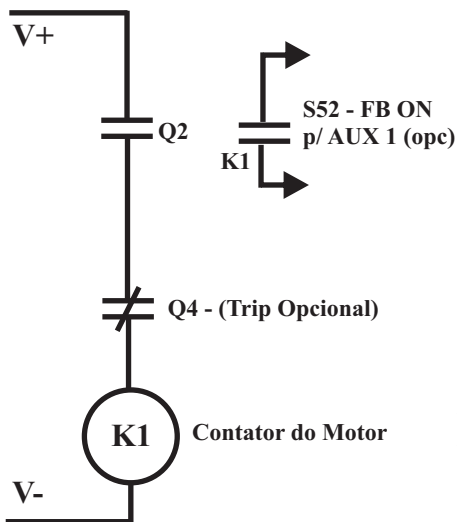 V+
Q2
S52 - FB ON
p/ AUX 1 (opc)
K1
Q4 - (Trip Opcional)
K1
Contator do Motor
V-